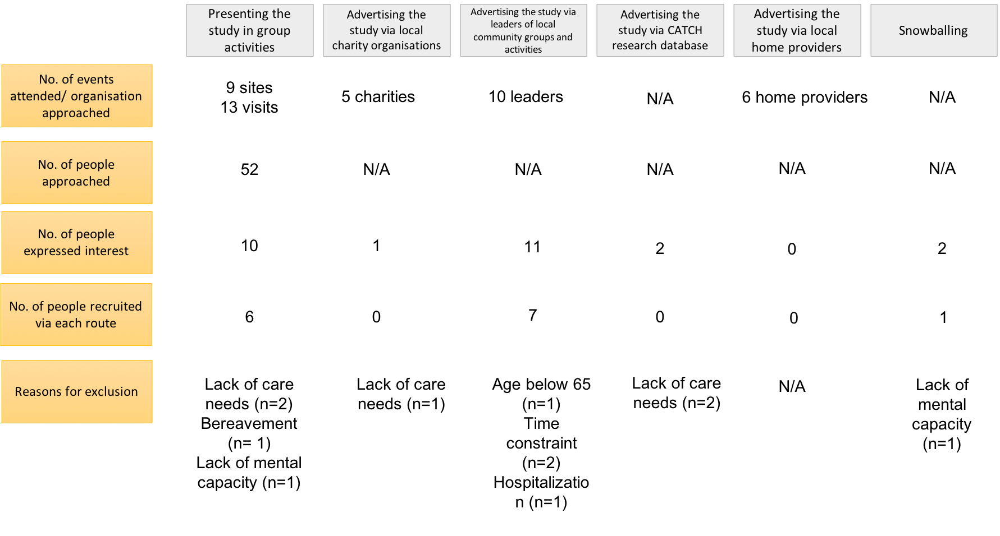 Presenting the
study in group
activities
Advertising the
study via local
charity organisations
Advertising the study via
leaders of local
community groups and
activities
Advertising the
study via CATCH
research database
Advertising the
study via local
home providers
Snowballing
No. of events
attended/ organisation
approached
9 sites
13 visits
5 charities
10 leaders
N/A
6 home providers
N/A
No. of people
approached
52
N/A
N/A
N/A
N/A
N/A
No. of people
expressed interest
10
1
11
2
0
2
No. of people recruited
via each route
6
0
7
0
0
1
Reasons for exclusion
Lack of care
needs (n=2)
Bereavement
(n= 1)
Lack of mental
capacity (n=1)
Lack of care
needs (n=1)
Age below 65
(n=1)
Time
constraint
(n=2)
Hospitalizatio
n (n=1)
Lack of care
needs (n=2)
N/A
Lack of
mental
capacity
(n=1)